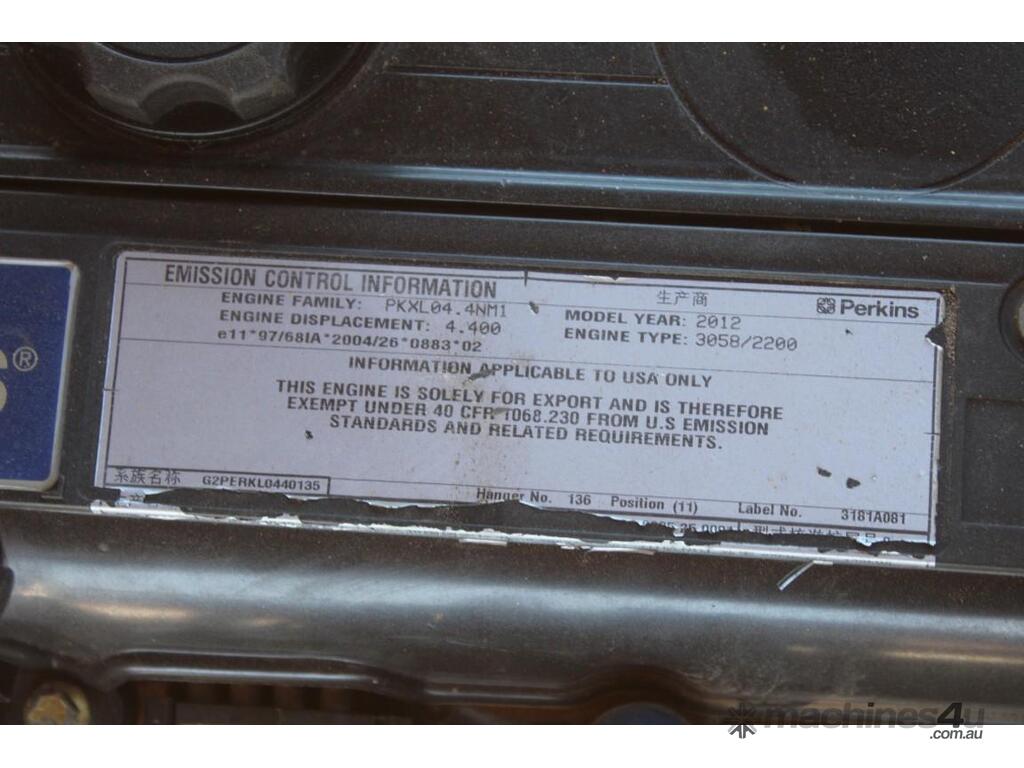 EMISSION CONTROL INFORMATION
生产商
Perkins
ENGINE FAMILY: PKXL04.4NM1
MODEL YEAR: 2012
ENGINE DISPLACEMENT: 4.400
ENGINE TYPE: 3058/2200
e11*97/68IA*2004/26*0883*02
INFORMATION APPLICABLE TO USA ONLY
THIS ENGINE IS SOLELY FOR EXPORT AND IS THEREFORE
EXEMPT UNDER 40 CFR. 1068.230 FROM U.S EMISSION
STANDARDS AND RELATED REQUIREMENTS.
系族名称 G2PERKL0440135
Hanger No. 136 Position (11) Label No. 3181A081
S®
machines4u
.com.au